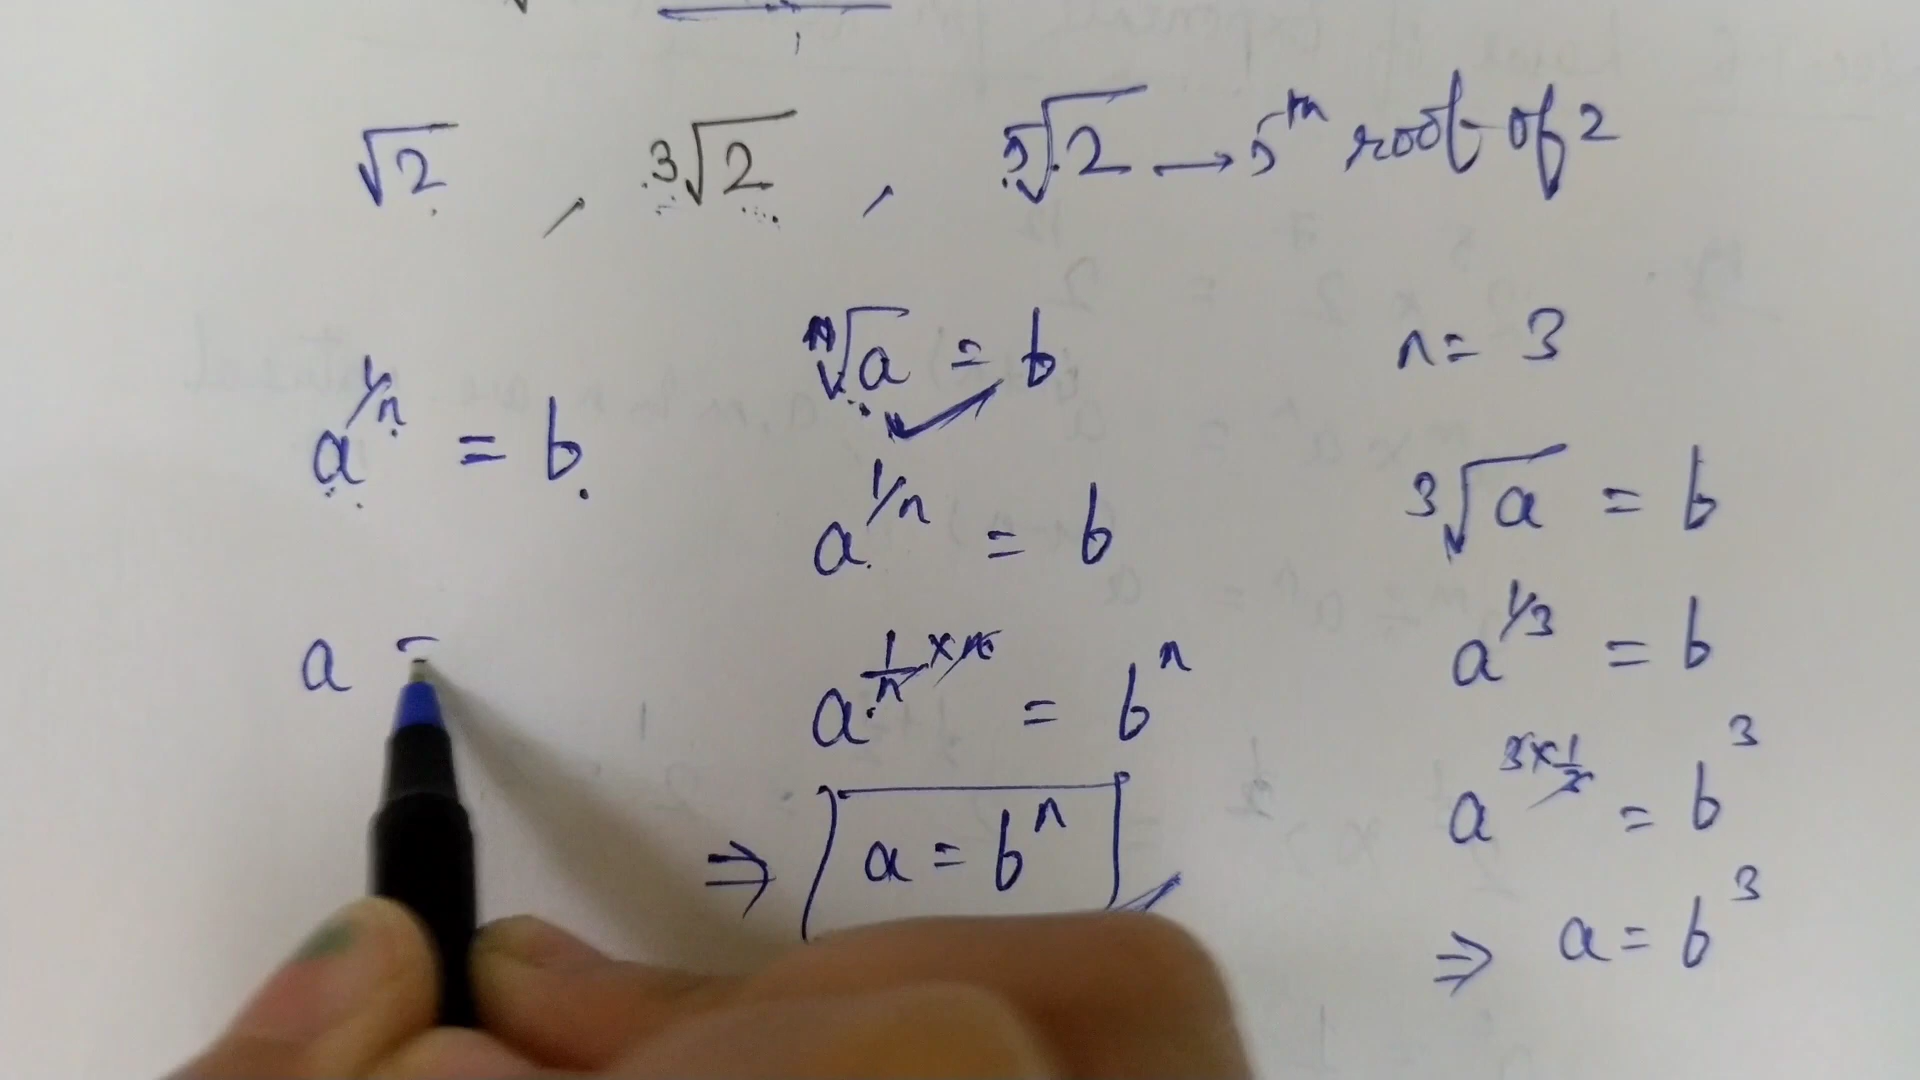 √2 , ³√2 , ⁵√2 → 5th root of 2
ⁿ√a = b
n = 3
a^1/n = b.
a^1/n = b
³√a = b
a^1/3 = b
a =
a^(1/n × n) = b^n
a^(3×1/3) = b^3
⇒ a = b^n
⇒ a = b^3